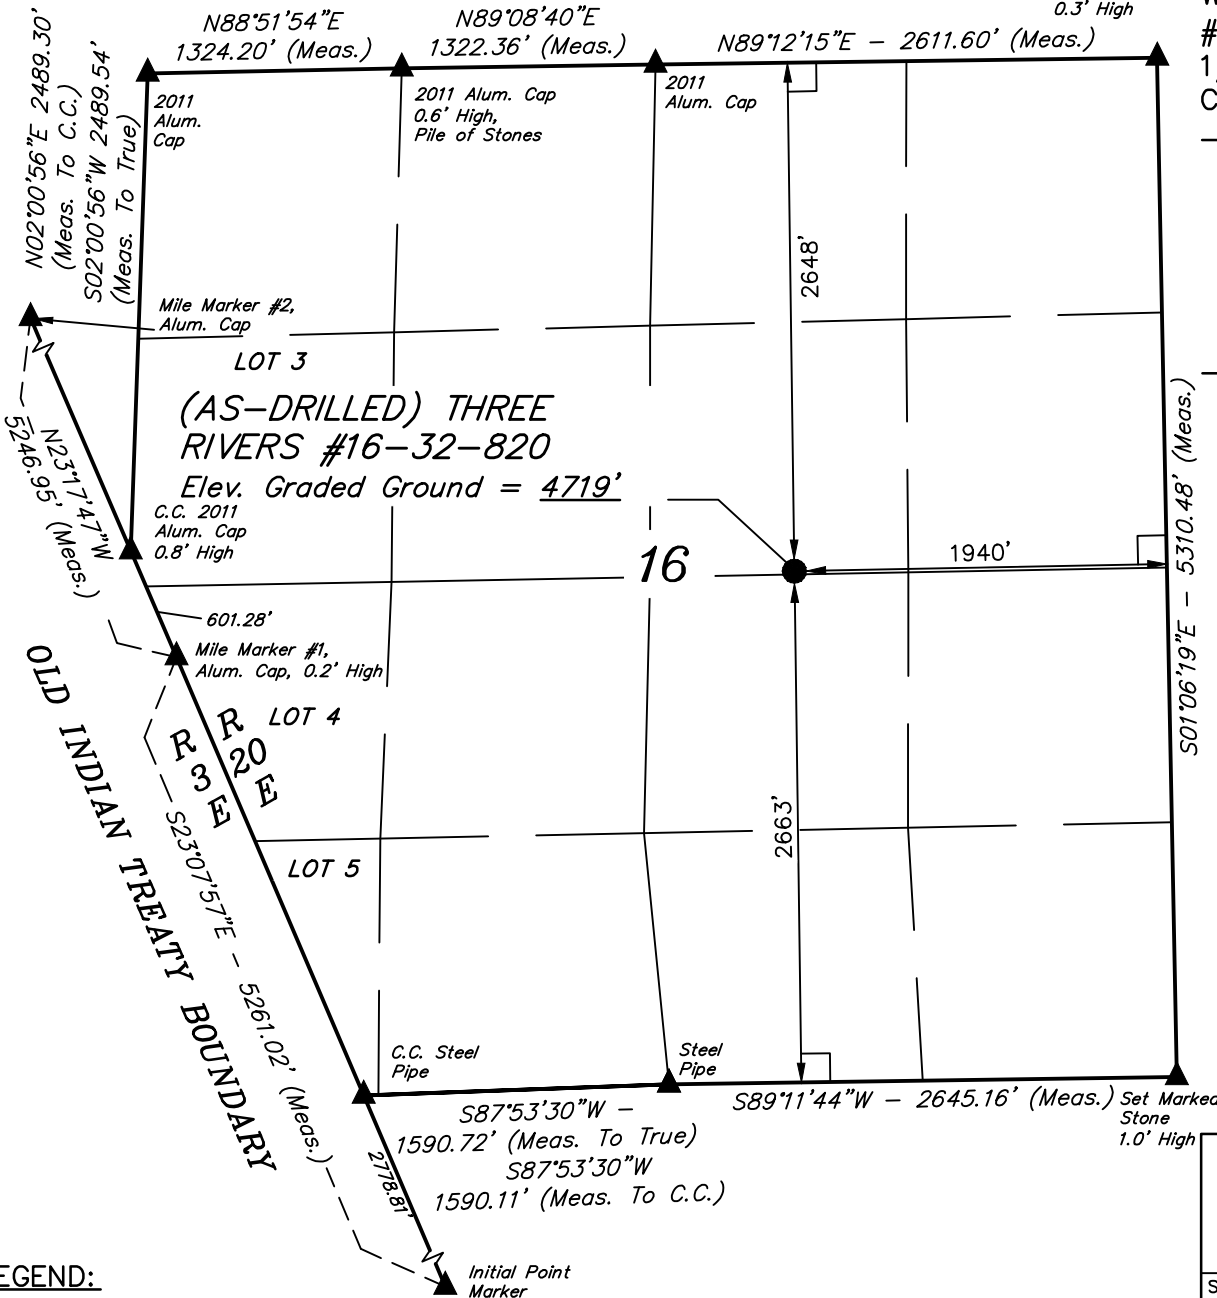 N88°51'54"E
1324.20' (Meas.)
N89°08'40"E
1322.36' (Meas.)
N89°12'15"E – 2611.60' (Meas.)
0.3' High
#
1
C
N02°00'56"E 2489.30'
(Meas. To C.C.)
S02°00'56"W 2489.54'
(Meas. To True)
2011
Alum.
Cap
2011 Alum. Cap
0.6' High,
Pile of Stones
2011
Alum. Cap
2648'
Mile Marker #2,
Alum. Cap
LOT 3
(AS–DRILLED) THREE
RIVERS #16–32–820
Elev. Graded Ground = 4719'
N23°17'47"W
5246.95' (Meas.)
C.C. 2011
Alum. Cap
0.8' High
16
1940'
S01°06'19"E – 5310.48' (Meas.)
601.28'
Mile Marker #1,
Alum. Cap, 0.2' High
LOT 4
R 20 E
R 3 E
OLD INDIAN TREATY BOUNDARY
S23°07'57"E – 5261.02' (Meas.)
2663'
LOT 5
C.C. Steel
Pipe
Steel
Pipe
S87°53'30"W –
1590.72' (Meas. To True)
S87°53'30"W
1590.11' (Meas. To C.C.)
S89°11'44"W – 2645.16' (Meas.)
Set Marked
Stone
1.0' High
2778.81'
Initial Point
Marker
EGEND:
S